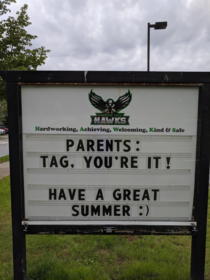 HAWKS
Hardworking, Achieving, Welcoming, Kind & Safe
PARENTS:
TAG, YOU'RE IT!
HAVE A GREAT
SUMMER :)